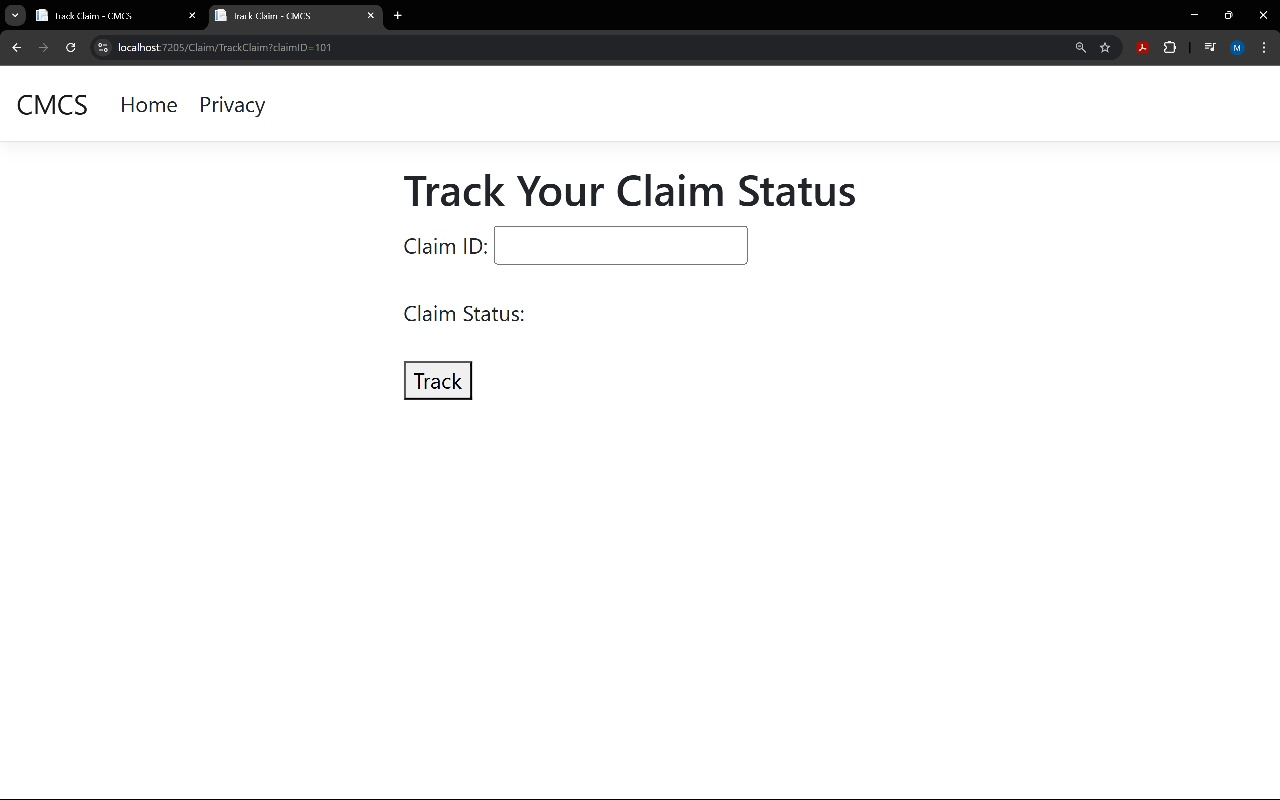 Track Claim - CMCS
Track Claim - CMCS
localhost:7205/Claim/TrackClaim?claimID=101
M
CMCS Home Privacy
Track Your Claim Status
Claim ID:
Claim Status:
Track